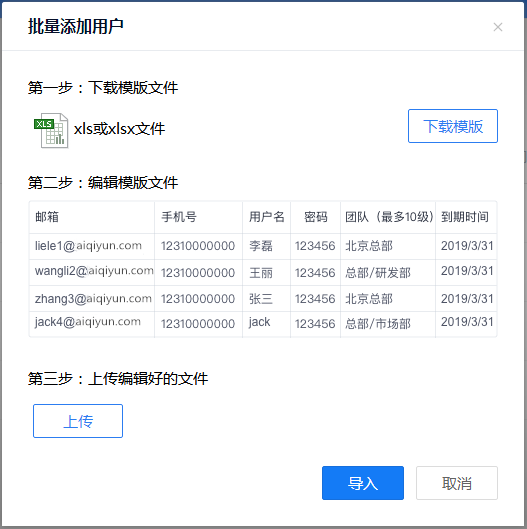 批量添加用户
第一步：下载模版文件
XLS xls或xlsx文件 下载模版
第二步：编辑模版文件
邮箱 手机号 用户名 密码 团队（最多10级） 到期时间
liele1@aiqiyun.com 12310000000 李磊 123456 北京总部 2019/3/31
wangli2@aiqiyun.com 12310000000 王丽 123456 总部/研发部 2019/3/31
zhang3@aiqiyun.com 12310000000 张三 123456 北京总部 2019/3/31
jack4@aiqiyun.com 12310000000 jack 123456 总部/市场部 2019/3/31
第三步：上传编辑好的文件
上传
导入 取消